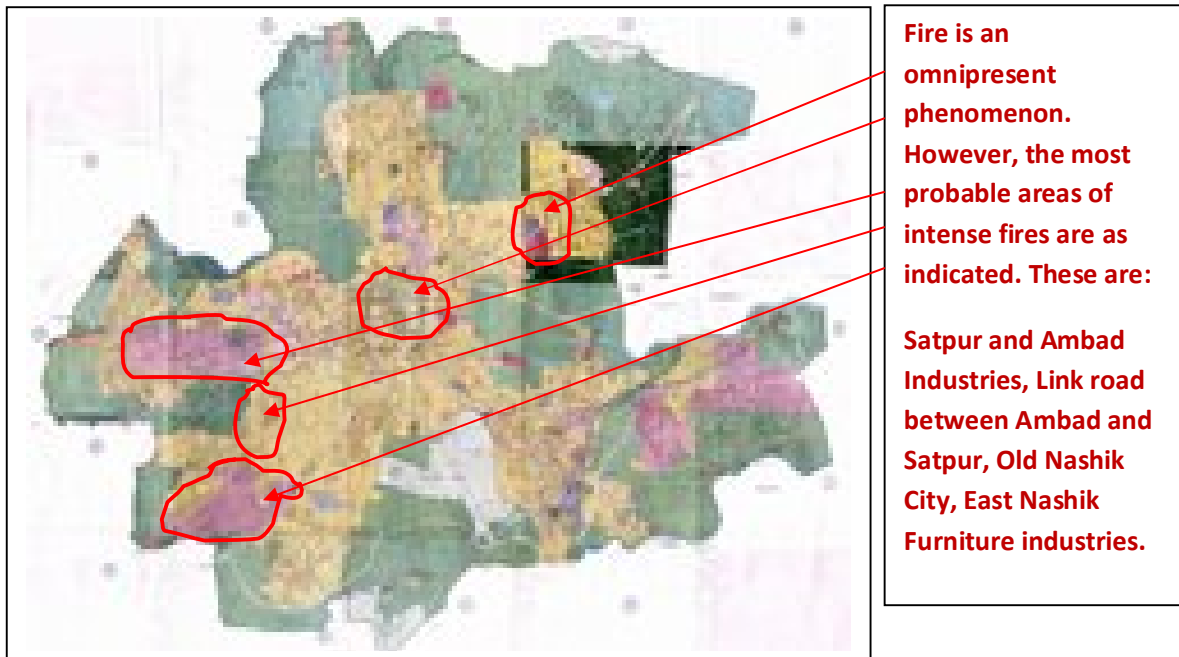 Fire is an
omnipresent
phenomenon.
However, the most
probable areas of
intense fires are as
indicated. These are:
Satpur and Ambad
Industries, Link road
between Ambad and
Satpur, Old Nashik
City, East Nashik
Furniture industries.